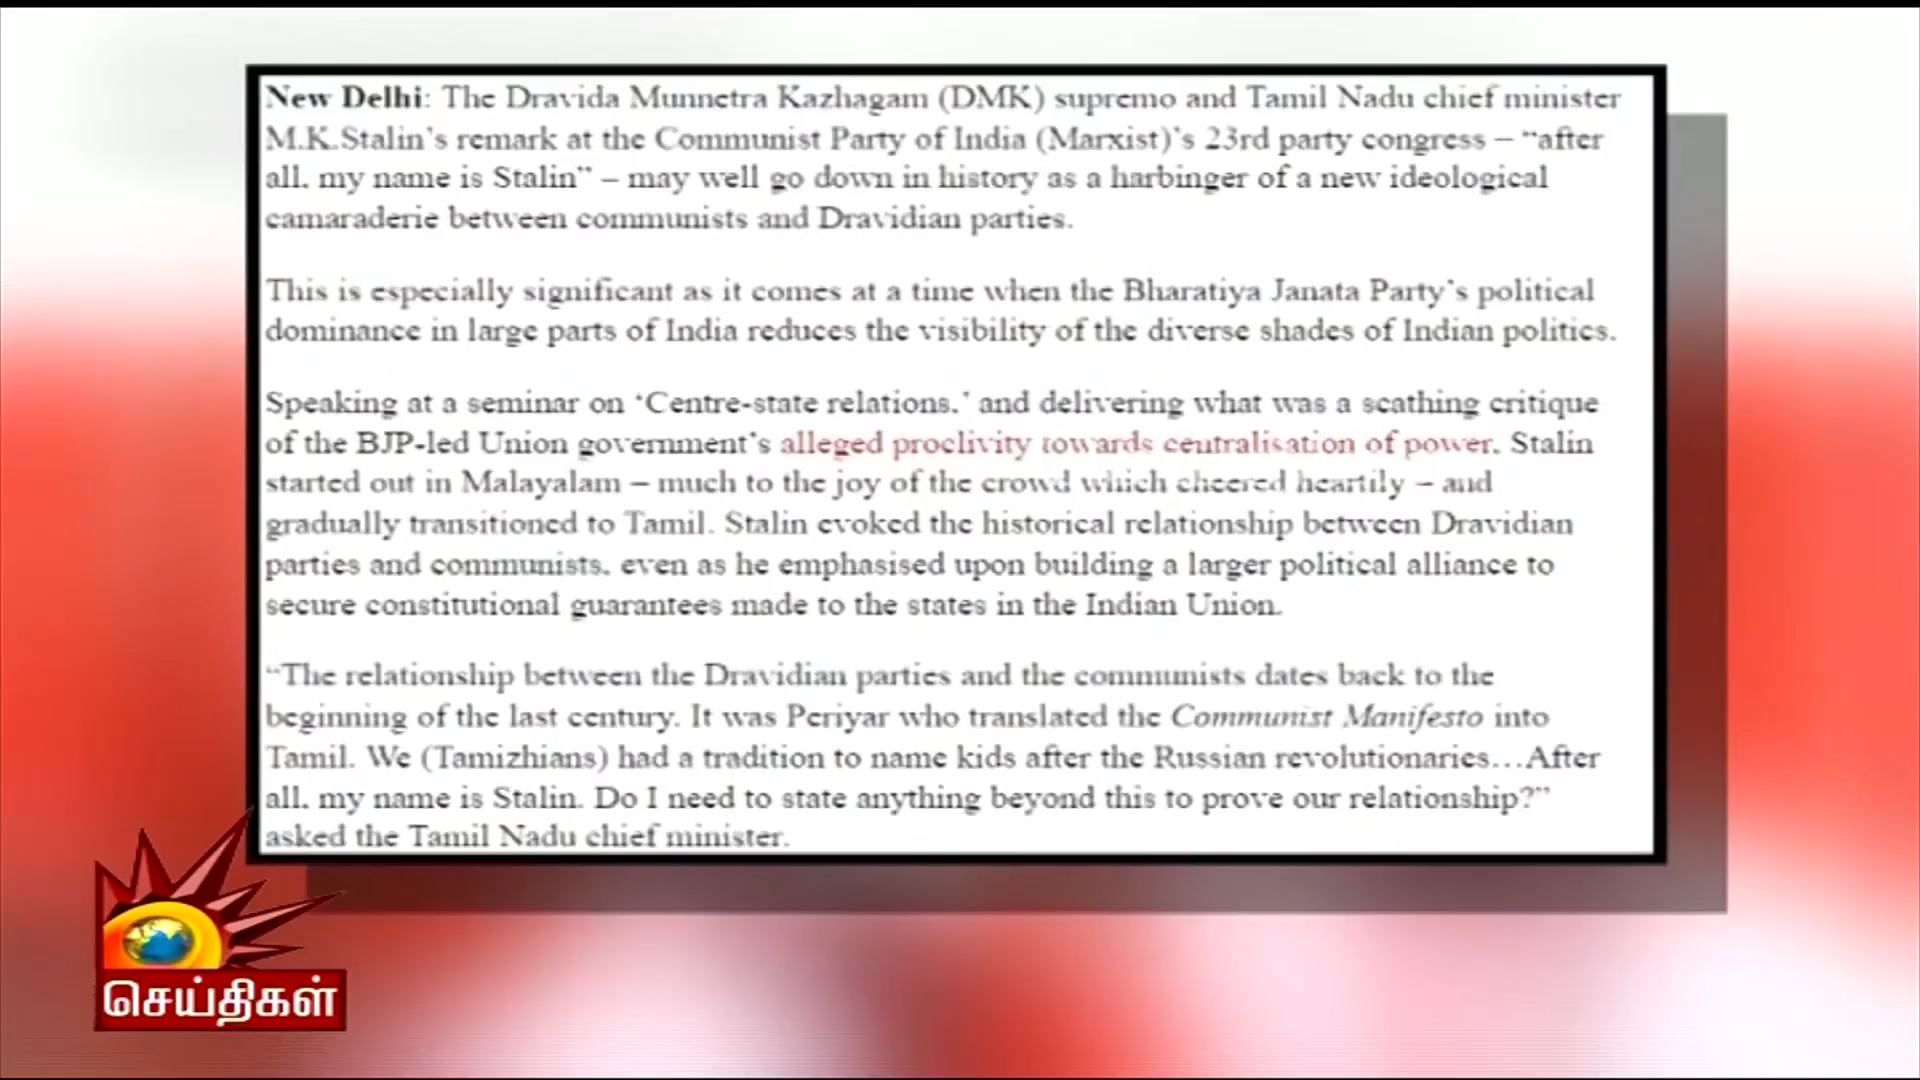 New Delhi: The Dravida Munnetra Kazhagam (DMK) supremo and Tamil Nadu chief minister
M.K.Stalin's remark at the Communist Party of India (Marxist)'s 23rd party congress – “after
all, my name is Stalin” – may well go down in history as a harbinger of a new ideological
camaraderie between communists and Dravidian parties.
This is especially significant as it comes at a time when the Bharatiya Janata Party's political
dominance in large parts of India reduces the visibility of the diverse shades of Indian politics.
Speaking at a seminar on ‘Centre-state relations,’ and delivering what was a scathing critique
of the BJP-led Union government's alleged proclivity towards centralisation of power, Stalin
started out in Malayalam – much to the joy of the crowd which cheered heartily – and
gradually transitioned to Tamil. Stalin evoked the historical relationship between Dravidian
parties and communists, even as he emphasised upon building a larger political alliance to
secure constitutional guarantees made to the states in the Indian Union.
“The relationship between the Dravidian parties and the communists dates back to the
beginning of the last century. It was Periyar who translated the Communist Manifesto into
Tamil. We (Tamizhians) had a tradition to name kids after the Russian revolutionaries…After
all, my name is Stalin. Do I need to state anything beyond this to prove our relationship?”
asked the Tamil Nadu chief minister.
செய்திகள்